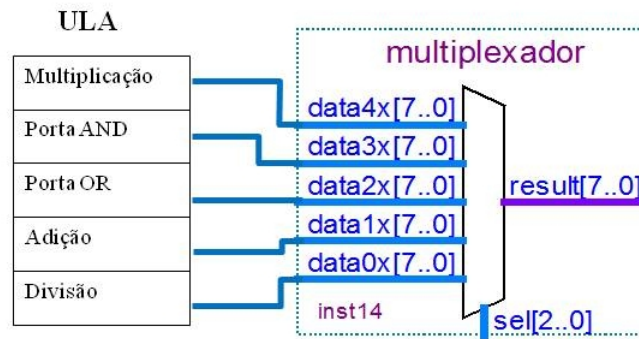 ULA
Multiplicação
Porta AND
Porta OR
Adição
Divisão
multiplexador
data4x[7..0]
data3x[7..0]
data2x[7..0]
data1x[7..0]
data0x[7..0]
result[7..0]
inst14
sel[2..0]